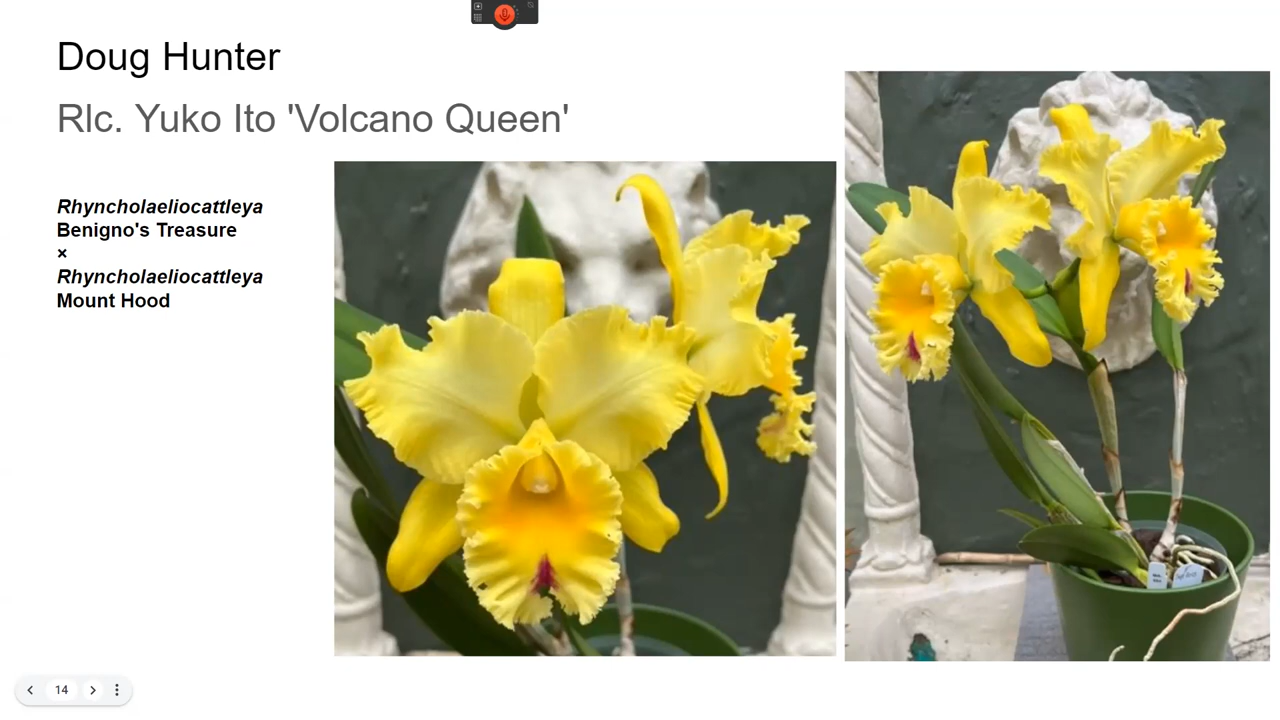 Doug Hunter
Rlc. Yuko Ito 'Volcano Queen'
Rhyncholaeliocattleya
Benigno's Treasure
×
Rhyncholaeliocattleya
Mount Hood
14